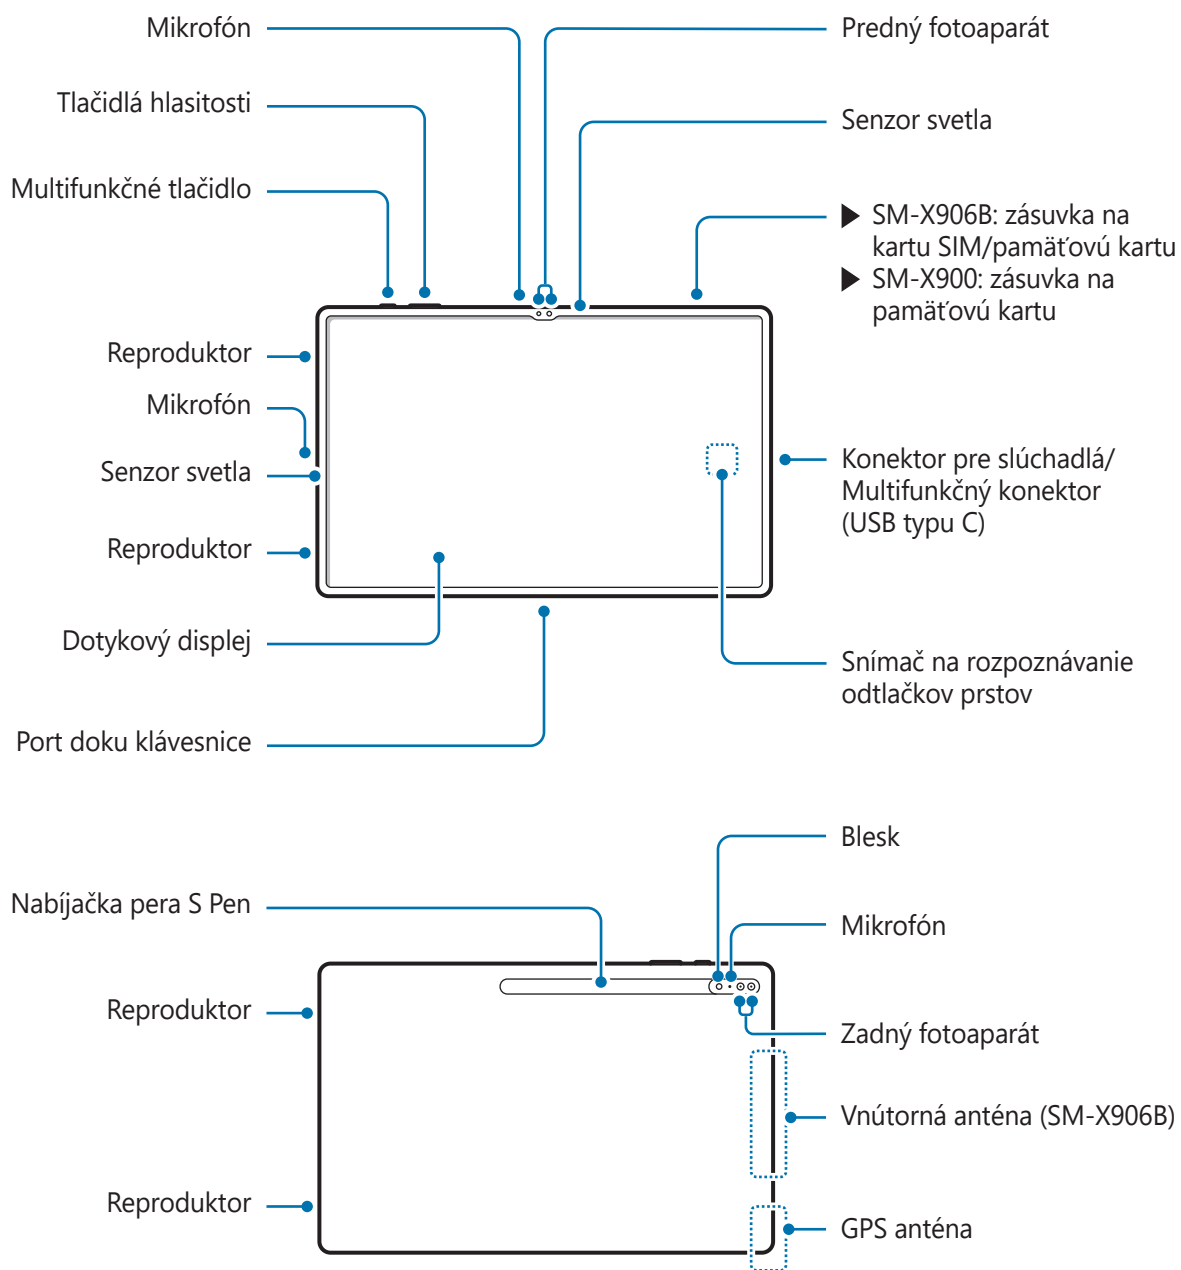 Mikrofón
Predný fotoaparát
Tlačidlá hlasitosti
Senzor svetla
Multifunkčné tlačidlo
▶ SM-X906B: zásuvka na
kartu SIM/pamäťovú kartu
▶ SM-X900: zásuvka na
pamäťovú kartu
Reproduktor
Mikrofón
Senzor svetla
Reproduktor
Konektor pre slúchadlá/
Multifunkčný konektor
(USB typu C)
Dotykový displej
Snímač na rozpoznávanie
odtlačkov prstov
Port doku klávesnice
Blesk
Nabíjačka pera S Pen
Mikrofón
Reproduktor
Zadný fotoaparát
Vnútorná anténa (SM-X906B)
Reproduktor
GPS anténa